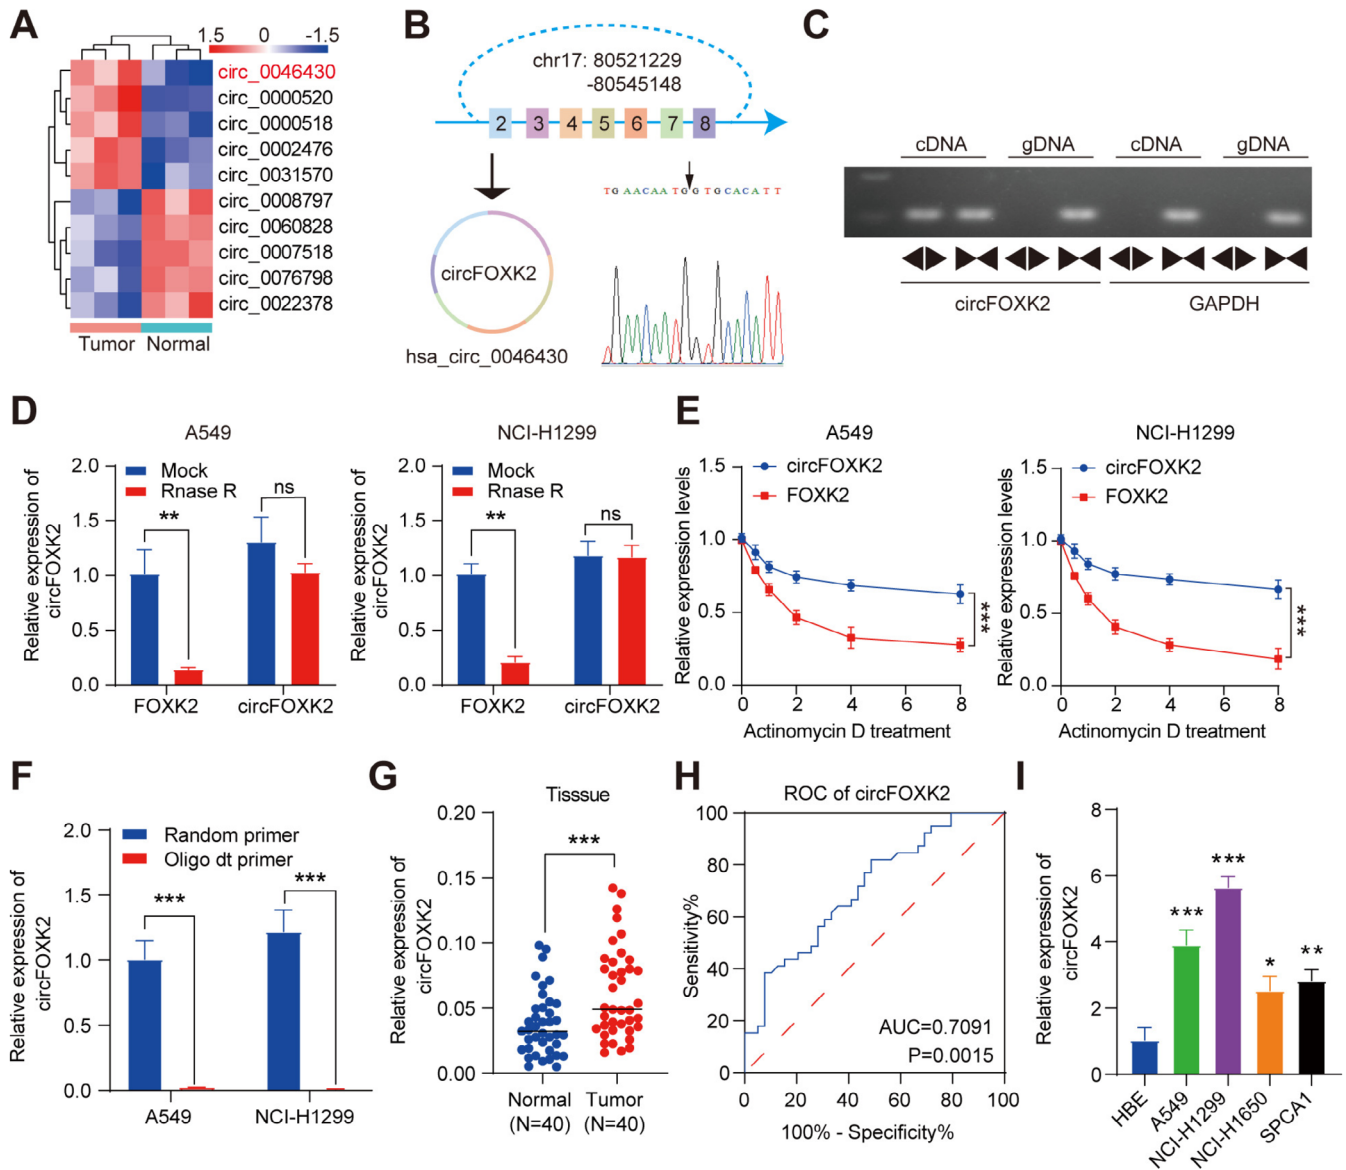 A
1.5 0 -1.5
circ_0046430
circ_0000520
circ_0000518
circ_0002476
circ_0031570
circ_0008797
circ_0060828
circ_0007518
circ_0076798
circ_0022378
Tumor Normal
B
chr17: 80521229
-80545148
2 3 4 5 6 7 8
TGAACAATGGTGCACATT
circFOXK2
hsa_circ_0046430
C
cDNA gDNA cDNA gDNA
circFOXK2 GAPDH
D
A549
Relative expression of
circFOXK2
2.0
1.5
1.0
0.5
0.0
Mock
Rnase R
**
ns
FOXK2 circFOXK2
NCI-H1299
Relative expression of
circFOXK2
2.0
1.5
1.0
0.5
0.0
Mock
Rnase R
**
ns
FOXK2 circFOXK2
E
A549
Relative expression levels
1.5
1.0
0.5
0.0
circFOXK2
FOXK2
***
0 2 4 6 8
Actinomycin D treatment
NCI-H1299
Relative expression levels
1.5
1.0
0.5
0.0
circFOXK2
FOXK2
***
0 2 4 6 8
Actinomycin D treatment
F
Relative expression of
circFOXK2
2.0
1.5
1.0
0.5
0.0
Random primer
Oligo dt primer
***
***
A549 NCI-H1299
G
Tisssue
Relative expression of
circFOXK2
0.20
0.15
0.10
0.05
0.00
***
Normal Tumor
(N=40) (N=40)
H
ROC of circFOXK2
Sensitivity%
100
80
60
40
20
0
AUC=0.7091
P=0.0015
0 20 40 60 80 100
100% - Specificity%
I
Relative expression of
circFOXK2
8
6
4
2
0
***
***
*
**
HBE
A549
NCI-H1299
NCI-H1650
SPCA1